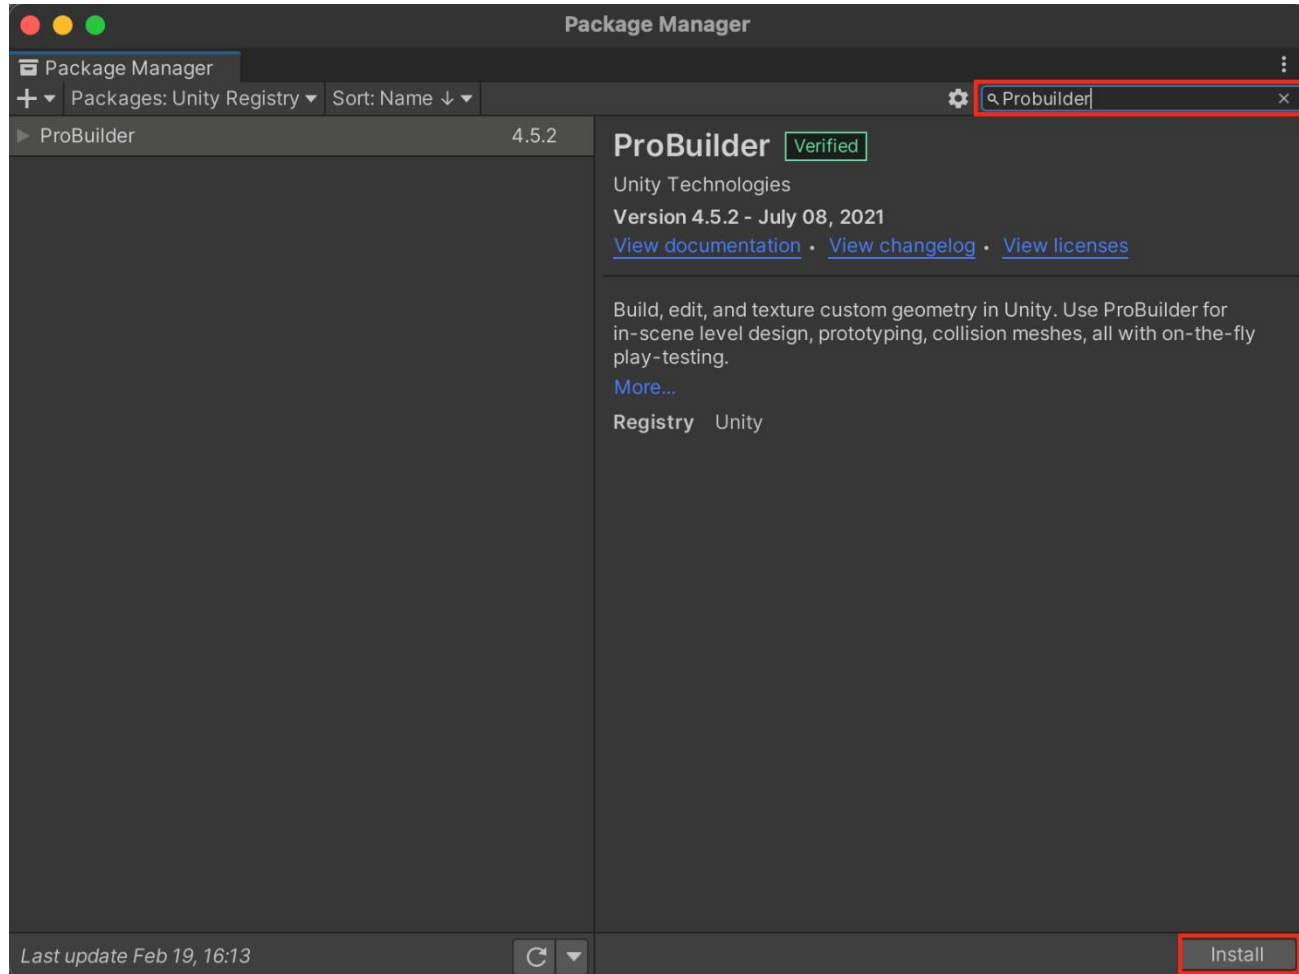 Package Manager
Package Manager
Packages: Unity Registry Sort: Name ↓
Probuilder
ProBuilder 4.5.2
ProBuilder Verified
Unity Technologies
Version 4.5.2 - July 08, 2021
View documentation • View changelog • View licenses
Build, edit, and texture custom geometry in Unity. Use ProBuilder for
in-scene level design, prototyping, collision meshes, all with on-the-fly
play-testing.
More...
Registry Unity
Last update Feb 19, 16:13
Install